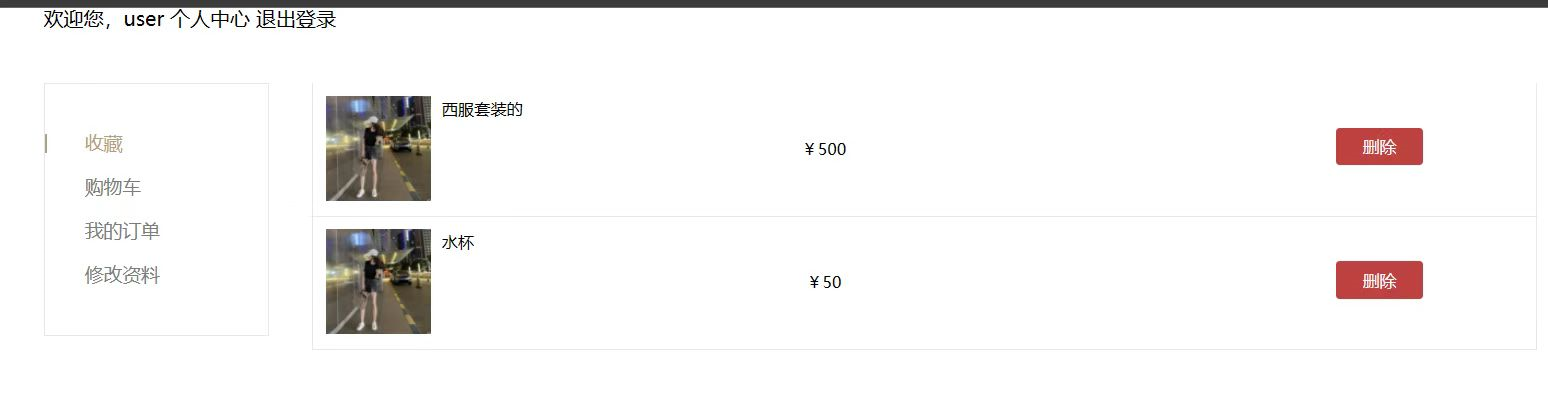 欢迎您，user 个人中心 退出登录
收藏
购物车
我的订单
修改资料
西服套装的
￥500
删除
水杯
￥50
删除